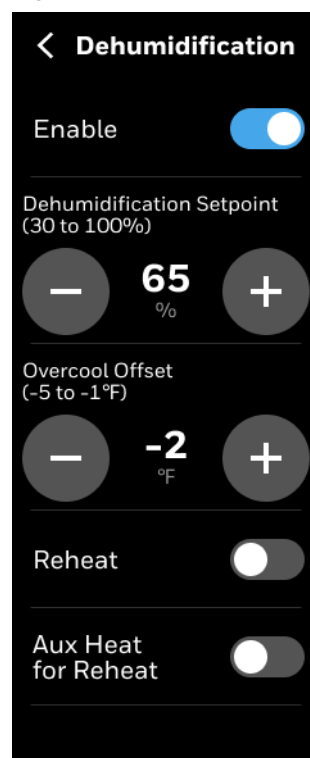 Dehumidification
Enable
Dehumidification Setpoint
(30 to 100%)
− 65 +
%
Overcool Offset
(-5 to -1°F)
− -2 +
°F
Reheat
Aux Heat
for Reheat